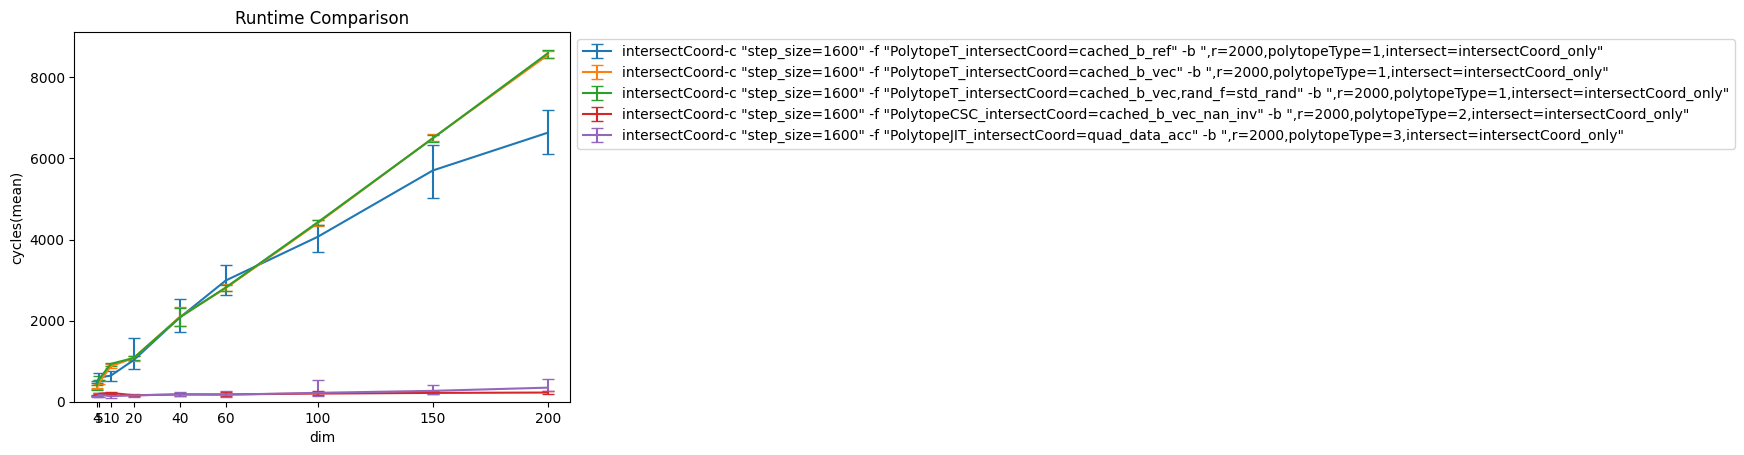 Runtime Comparison
cycles(mean)
8000
6000
4000
2000
0
4 5 10 20 40 60 100 150 200
dim
intersectCoord-c "step_size=1600" -f "PolytopeT_intersectCoord=cached_b_ref" -b ",r=2000,polytopeType=1,intersect=intersectCoord_only"
intersectCoord-c "step_size=1600" -f "PolytopeT_intersectCoord=cached_b_vec" -b ",r=2000,polytopeType=1,intersect=intersectCoord_only"
intersectCoord-c "step_size=1600" -f "PolytopeT_intersectCoord=cached_b_vec,rand_f=std_rand" -b ",r=2000,polytopeType=1,intersect=intersectCoord_only"
intersectCoord-c "step_size=1600" -f "PolytopeCSC_intersectCoord=cached_b_vec_nan_inv" -b ",r=2000,polytopeType=2,intersect=intersectCoord_only"
intersectCoord-c "step_size=1600" -f "PolytopeJIT_intersectCoord=quad_data_acc" -b ",r=2000,polytopeType=3,intersect=intersectCoord_only"